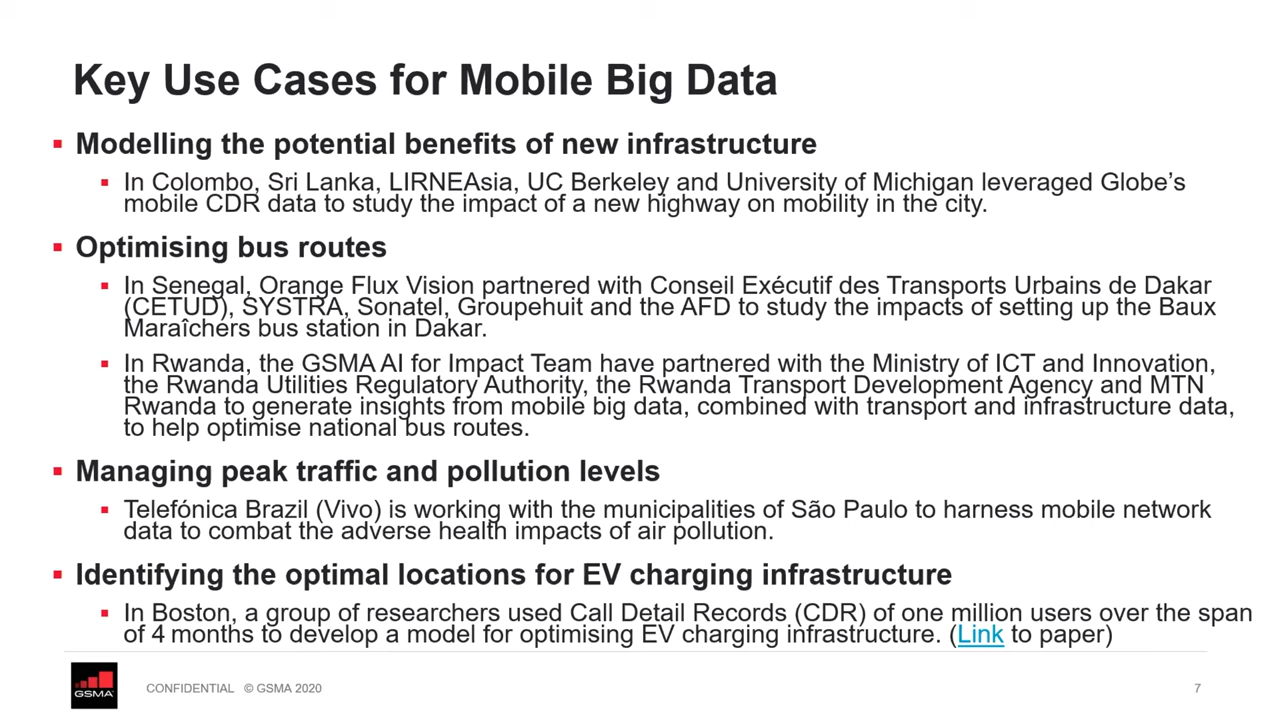 Key Use Cases for Mobile Big Data
▪ Modelling the potential benefits of new infrastructure
▪ In Colombo, Sri Lanka, LIRNEAsia, UC Berkeley and University of Michigan leveraged Globe’s
mobile CDR data to study the impact of a new highway on mobility in the city.
▪ Optimising bus routes
▪ In Senegal, Orange Flux Vision partnered with Conseil Exécutif des Transports Urbains de Dakar
(CETUD), SYSTRA, Sonatel, Groupehuit and the AFD to study the impacts of setting up the Baux
Maraîchers bus station in Dakar.
▪ In Rwanda, the GSMA AI for Impact Team have partnered with the Ministry of ICT and Innovation,
the Rwanda Utilities Regulatory Authority, the Rwanda Transport Development Agency and MTN
Rwanda to generate insights from mobile big data, combined with transport and infrastructure data,
to help optimise national bus routes.
▪ Managing peak traffic and pollution levels
▪ Telefónica Brazil (Vivo) is working with the municipalities of São Paulo to harness mobile network
data to combat the adverse health impacts of air pollution.
▪ Identifying the optimal locations for EV charging infrastructure
▪ In Boston, a group of researchers used Call Detail Records (CDR) of one million users over the span
of 4 months to develop a model for optimising EV charging infrastructure. (Link to paper)
GSMA
CONFIDENTIAL © GSMA 2020
7